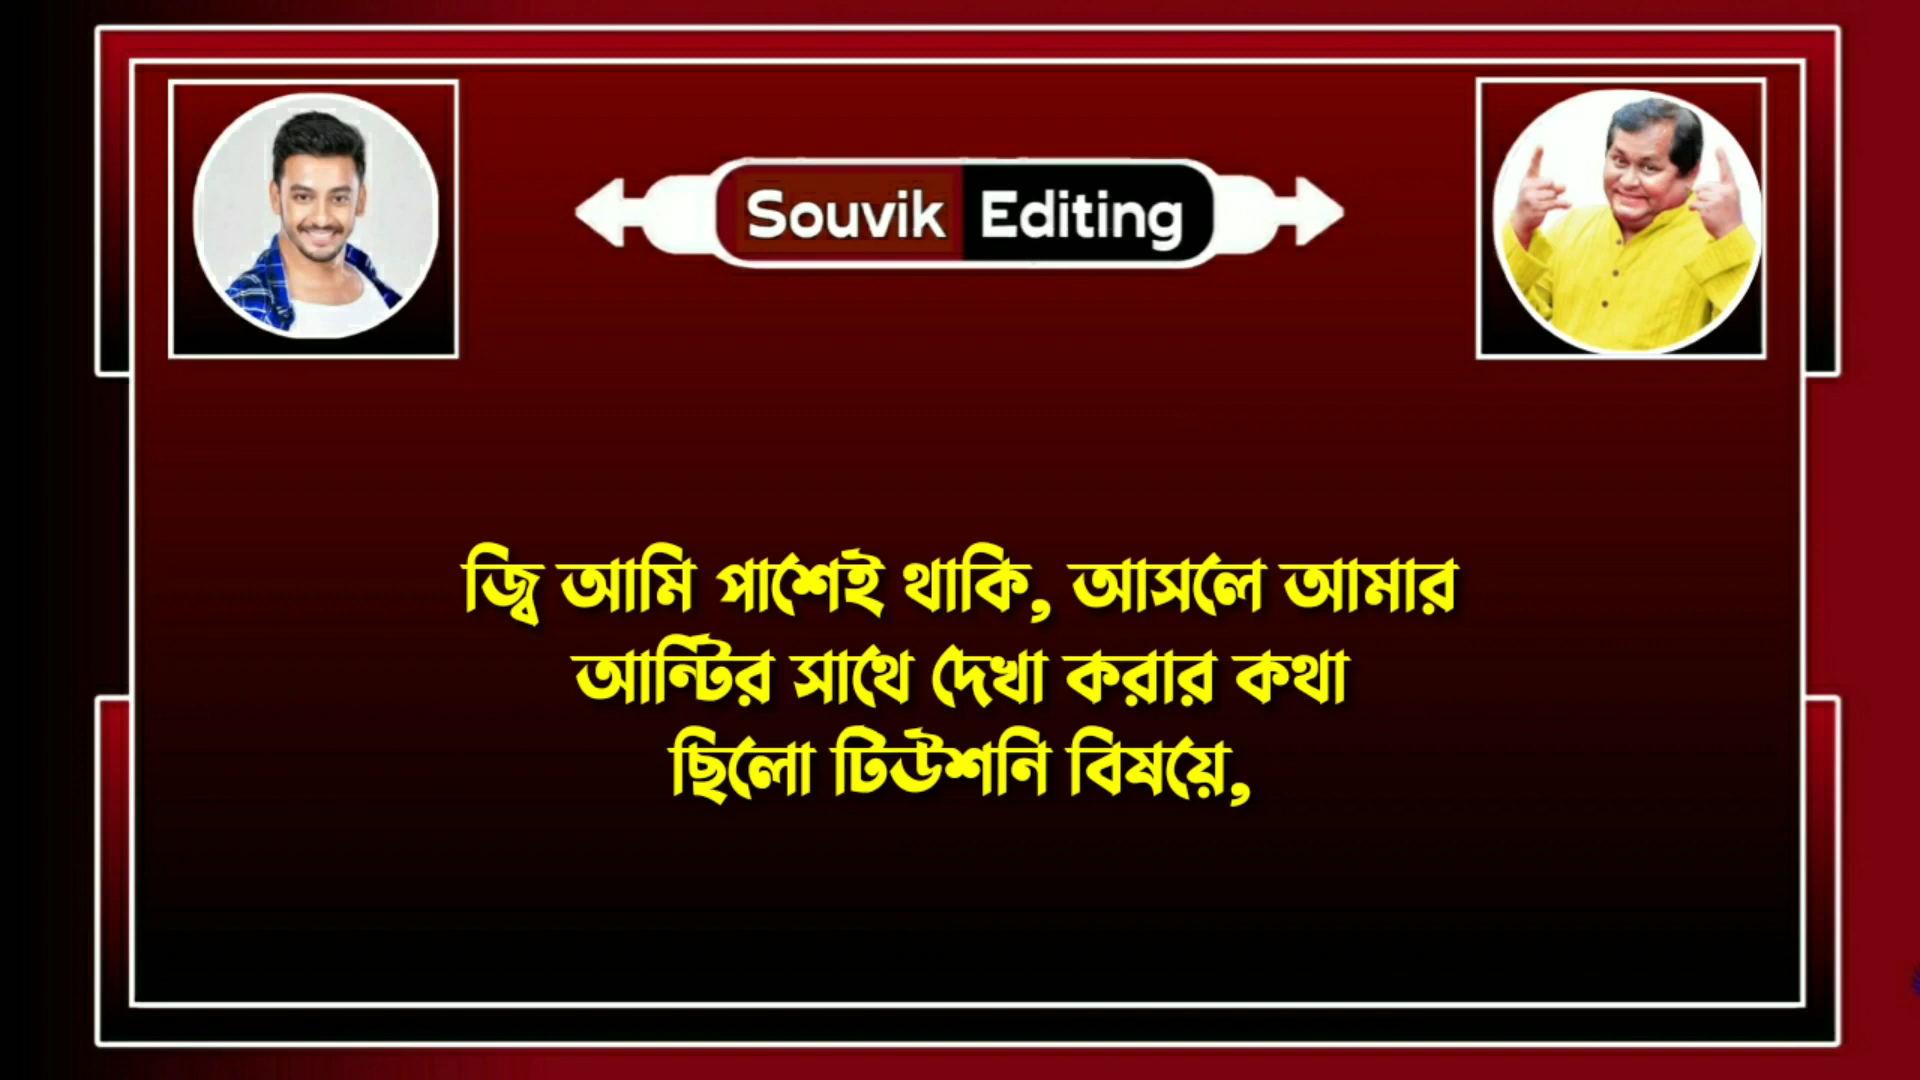 Souvik Editing
জ্বি আমি পাশেই থাকি, আসলে আমার
আন্টির সাথে দেখা করার কথা
ছিলো টিউশনি বিষয়ে,